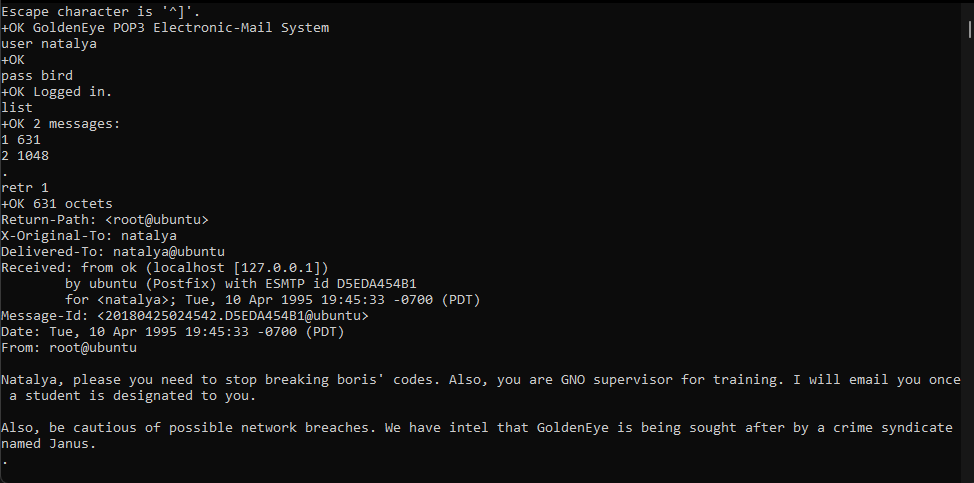 Escape character is '^]'.
+OK GoldenEye POP3 Electronic-Mail System
user natalya
+OK
pass bird
+OK Logged in.
list
+OK 2 messages:
1 631
2 1048
.
retr 1
+OK 631 octets
Return-Path: <root@ubuntu>
X-Original-To: natalya
Delivered-To: natalya@ubuntu
Received: from ok (localhost [127.0.0.1])
        by ubuntu (Postfix) with ESMTP id D5EDA454B1
        for <natalya>; Tue, 10 Apr 1995 19:45:33 -0700 (PDT)
Message-Id: <20180425024542.D5EDA454B1@ubuntu>
Date: Tue, 10 Apr 1995 19:45:33 -0700 (PDT)
From: root@ubuntu

Natalya, please you need to stop breaking boris' codes. Also, you are GNO supervisor for training. I will email you once
 a student is designated to you.

Also, be cautious of possible network breaches. We have intel that GoldenEye is being sought after by a crime syndicate
named Janus.
.